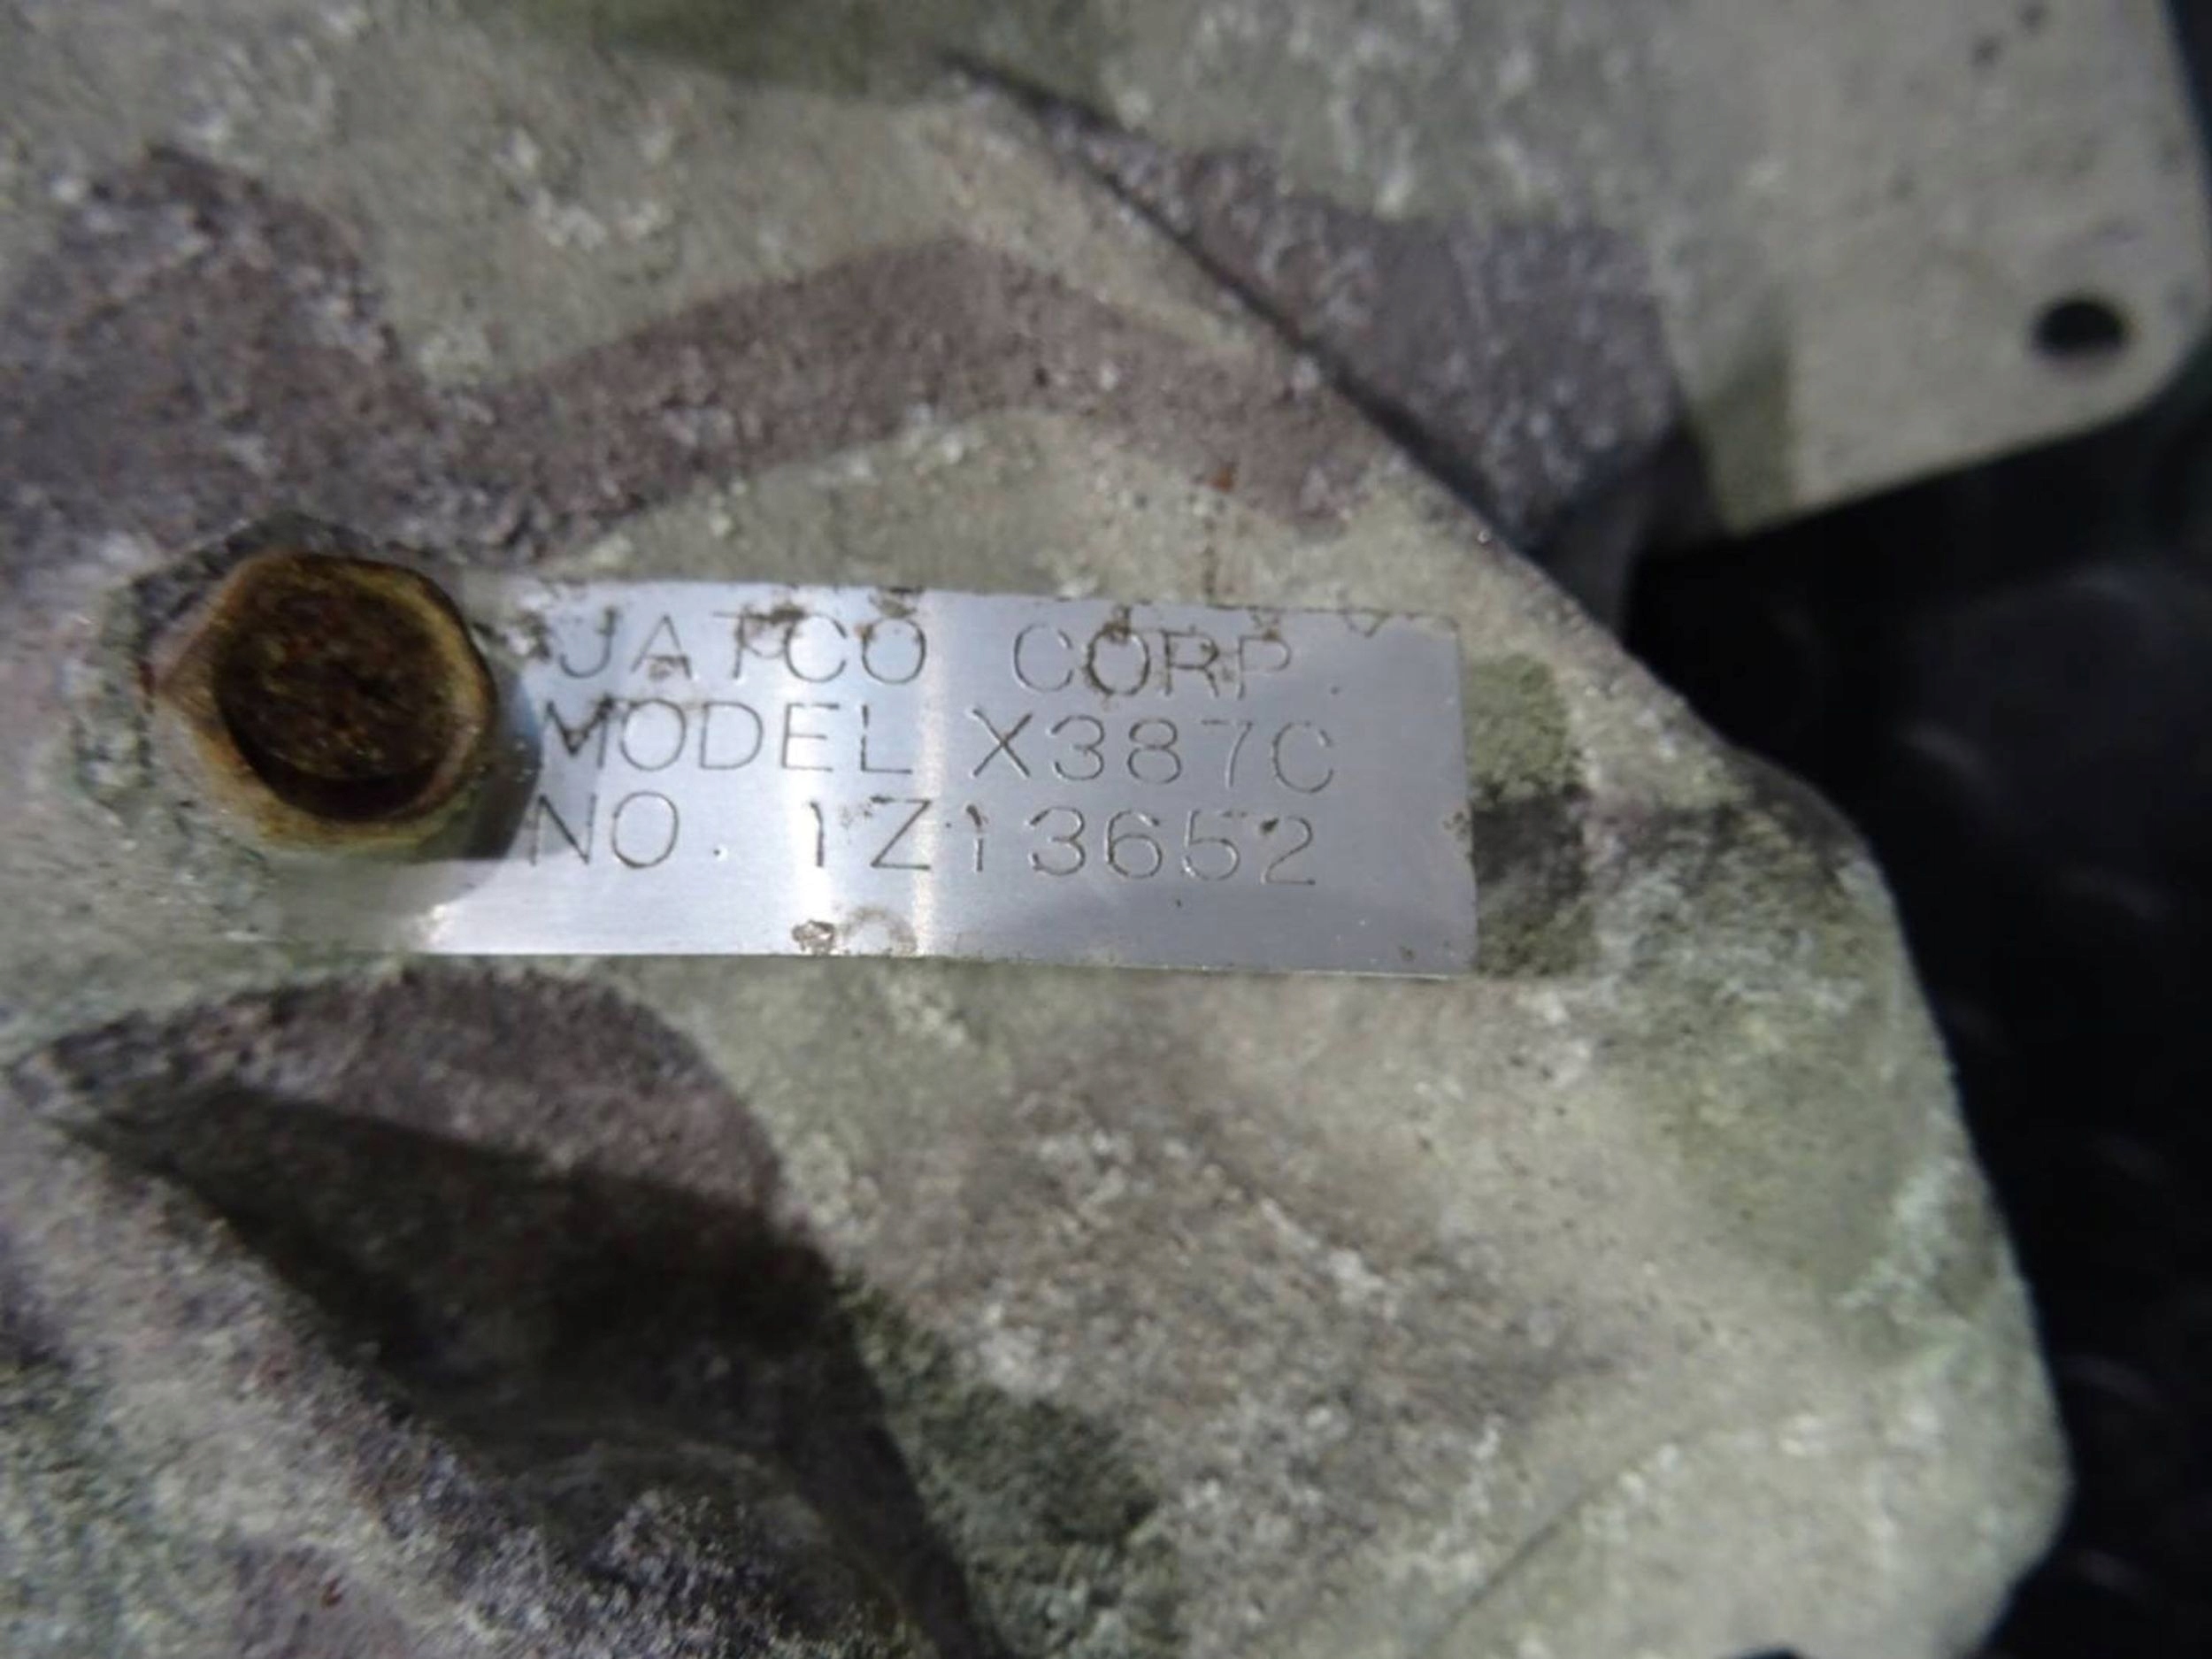 JATCO CORP.
MODEL X387C
NO. 1Z13652